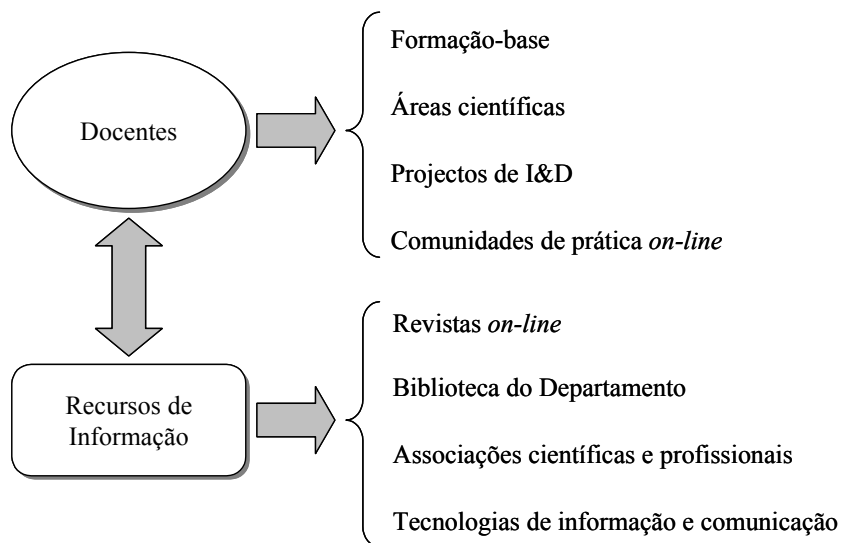 Docentes
Formação-base
Áreas científicas
Projectos de I&D
Comunidades de prática on-line
Recursos de
Informação
Revistas on-line
Biblioteca do Departamento
Associações científicas e profissionais
Tecnologias de informação e comunicação